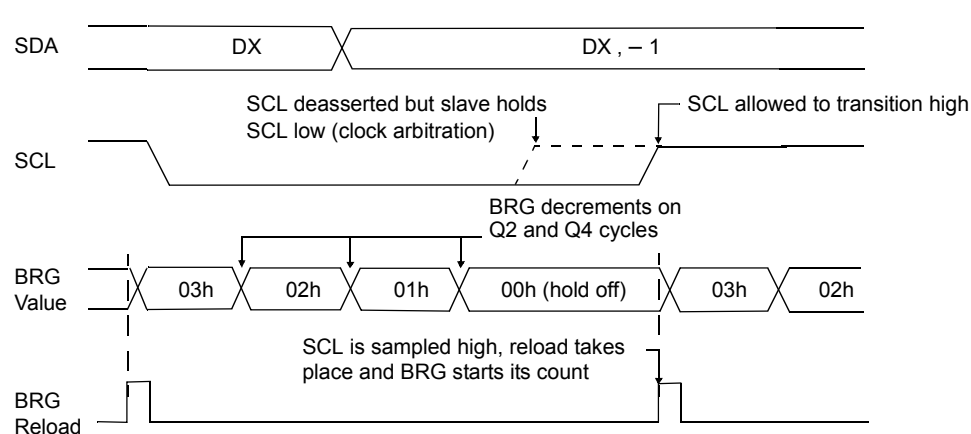 SDA
DX
DX , – 1
SCL deasserted but slave holds
SCL low (clock arbitration)
SCL allowed to transition high
SCL
BRG decrements on
Q2 and Q4 cycles
BRG
Value
03h
02h
01h
00h (hold off)
03h
02h
SCL is sampled high, reload takes
place and BRG starts its count
BRG
Reload